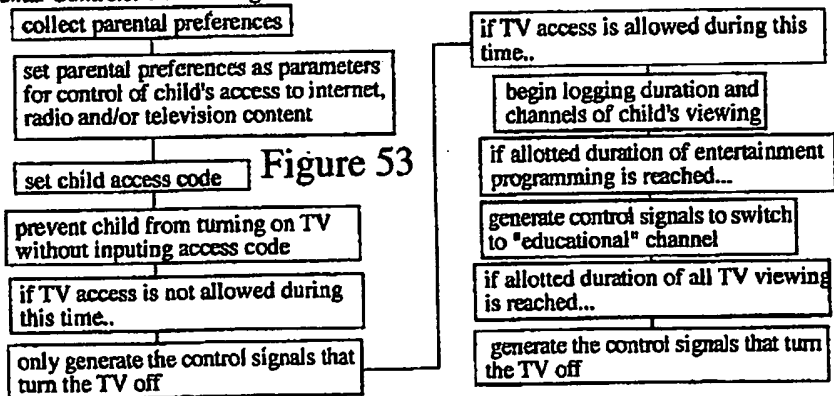 collect parental preferences
set parental preferences as parameters
for control of child's access to internet,
radio and/or television content
set child access code
Figure 53
prevent child from turning on TV
without inputing access code
if TV access is not allowed during
this time..
only generate the control signals that
turn the TV off
if TV access is allowed during this
time..
begin logging duration and
channels of child's viewing
if allotted duration of entertainment
programming is reached...
generate control signals to switch
to "educational" channel
if allotted duration of all TV viewing
is reached...
generate the control signals that turn
the TV off